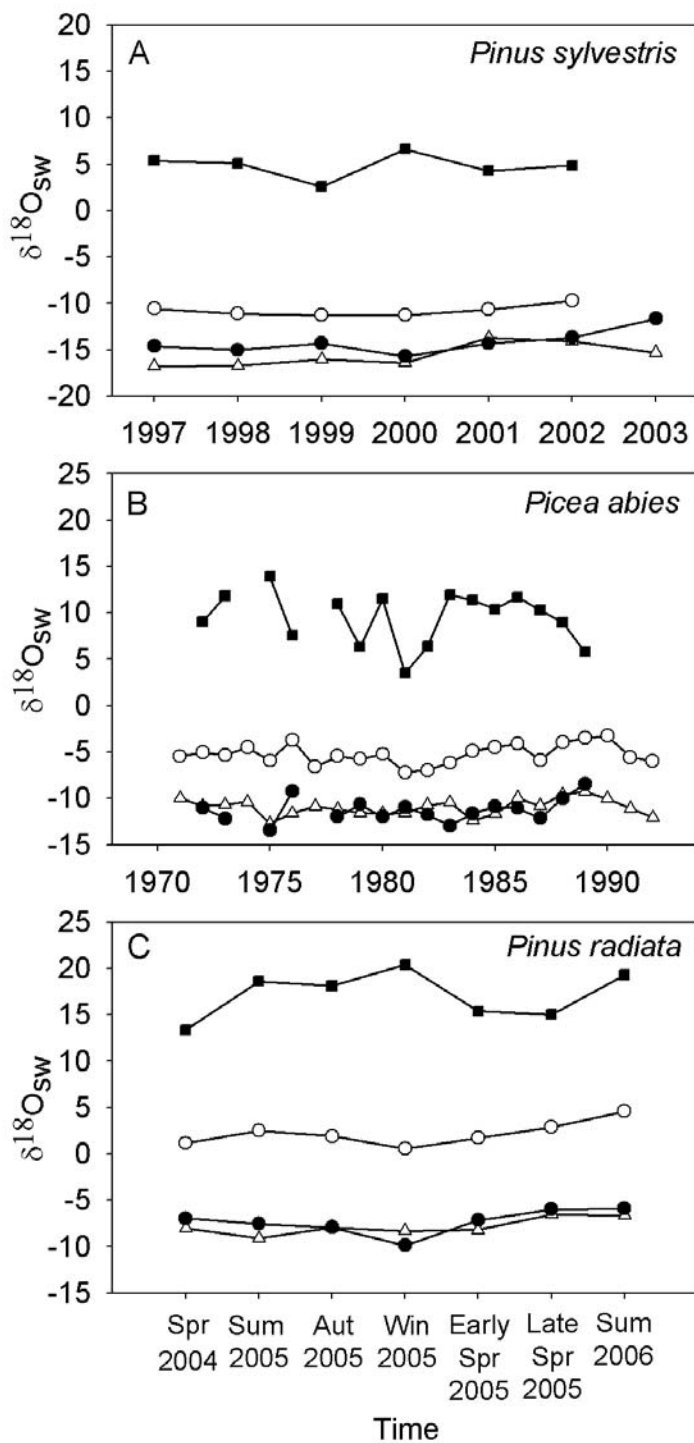 20
A
Pinus sylvestris
15
10
5
0
-5
-10
-15
-20
δ18OSW
1997 1998 1999 2000 2001 2002 2003
25
B
Picea abies
20
15
10
5
0
-5
-10
-15
δ18OSW
1970 1975 1980 1985 1990
25
C
Pinus radiata
20
15
10
5
0
-5
-10
-15
δ18OSW
Spr Sum Aut Win Early Late Sum
2004 2005 2005 2005 Spr Spr 2006
2005 2005
Time